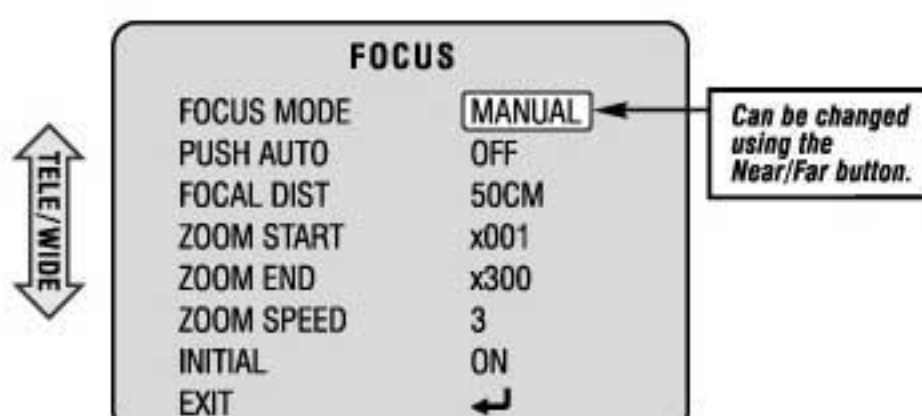 FOCUS
FOCUS MODE MANUAL
PUSH AUTO OFF
FOCAL DIST 50CM
ZOOM START x001
ZOOM END x300
ZOOM SPEED 3
INITIAL ON
EXIT ↵
TELE/WIDE
Can be changed
using the
Near/Far button.